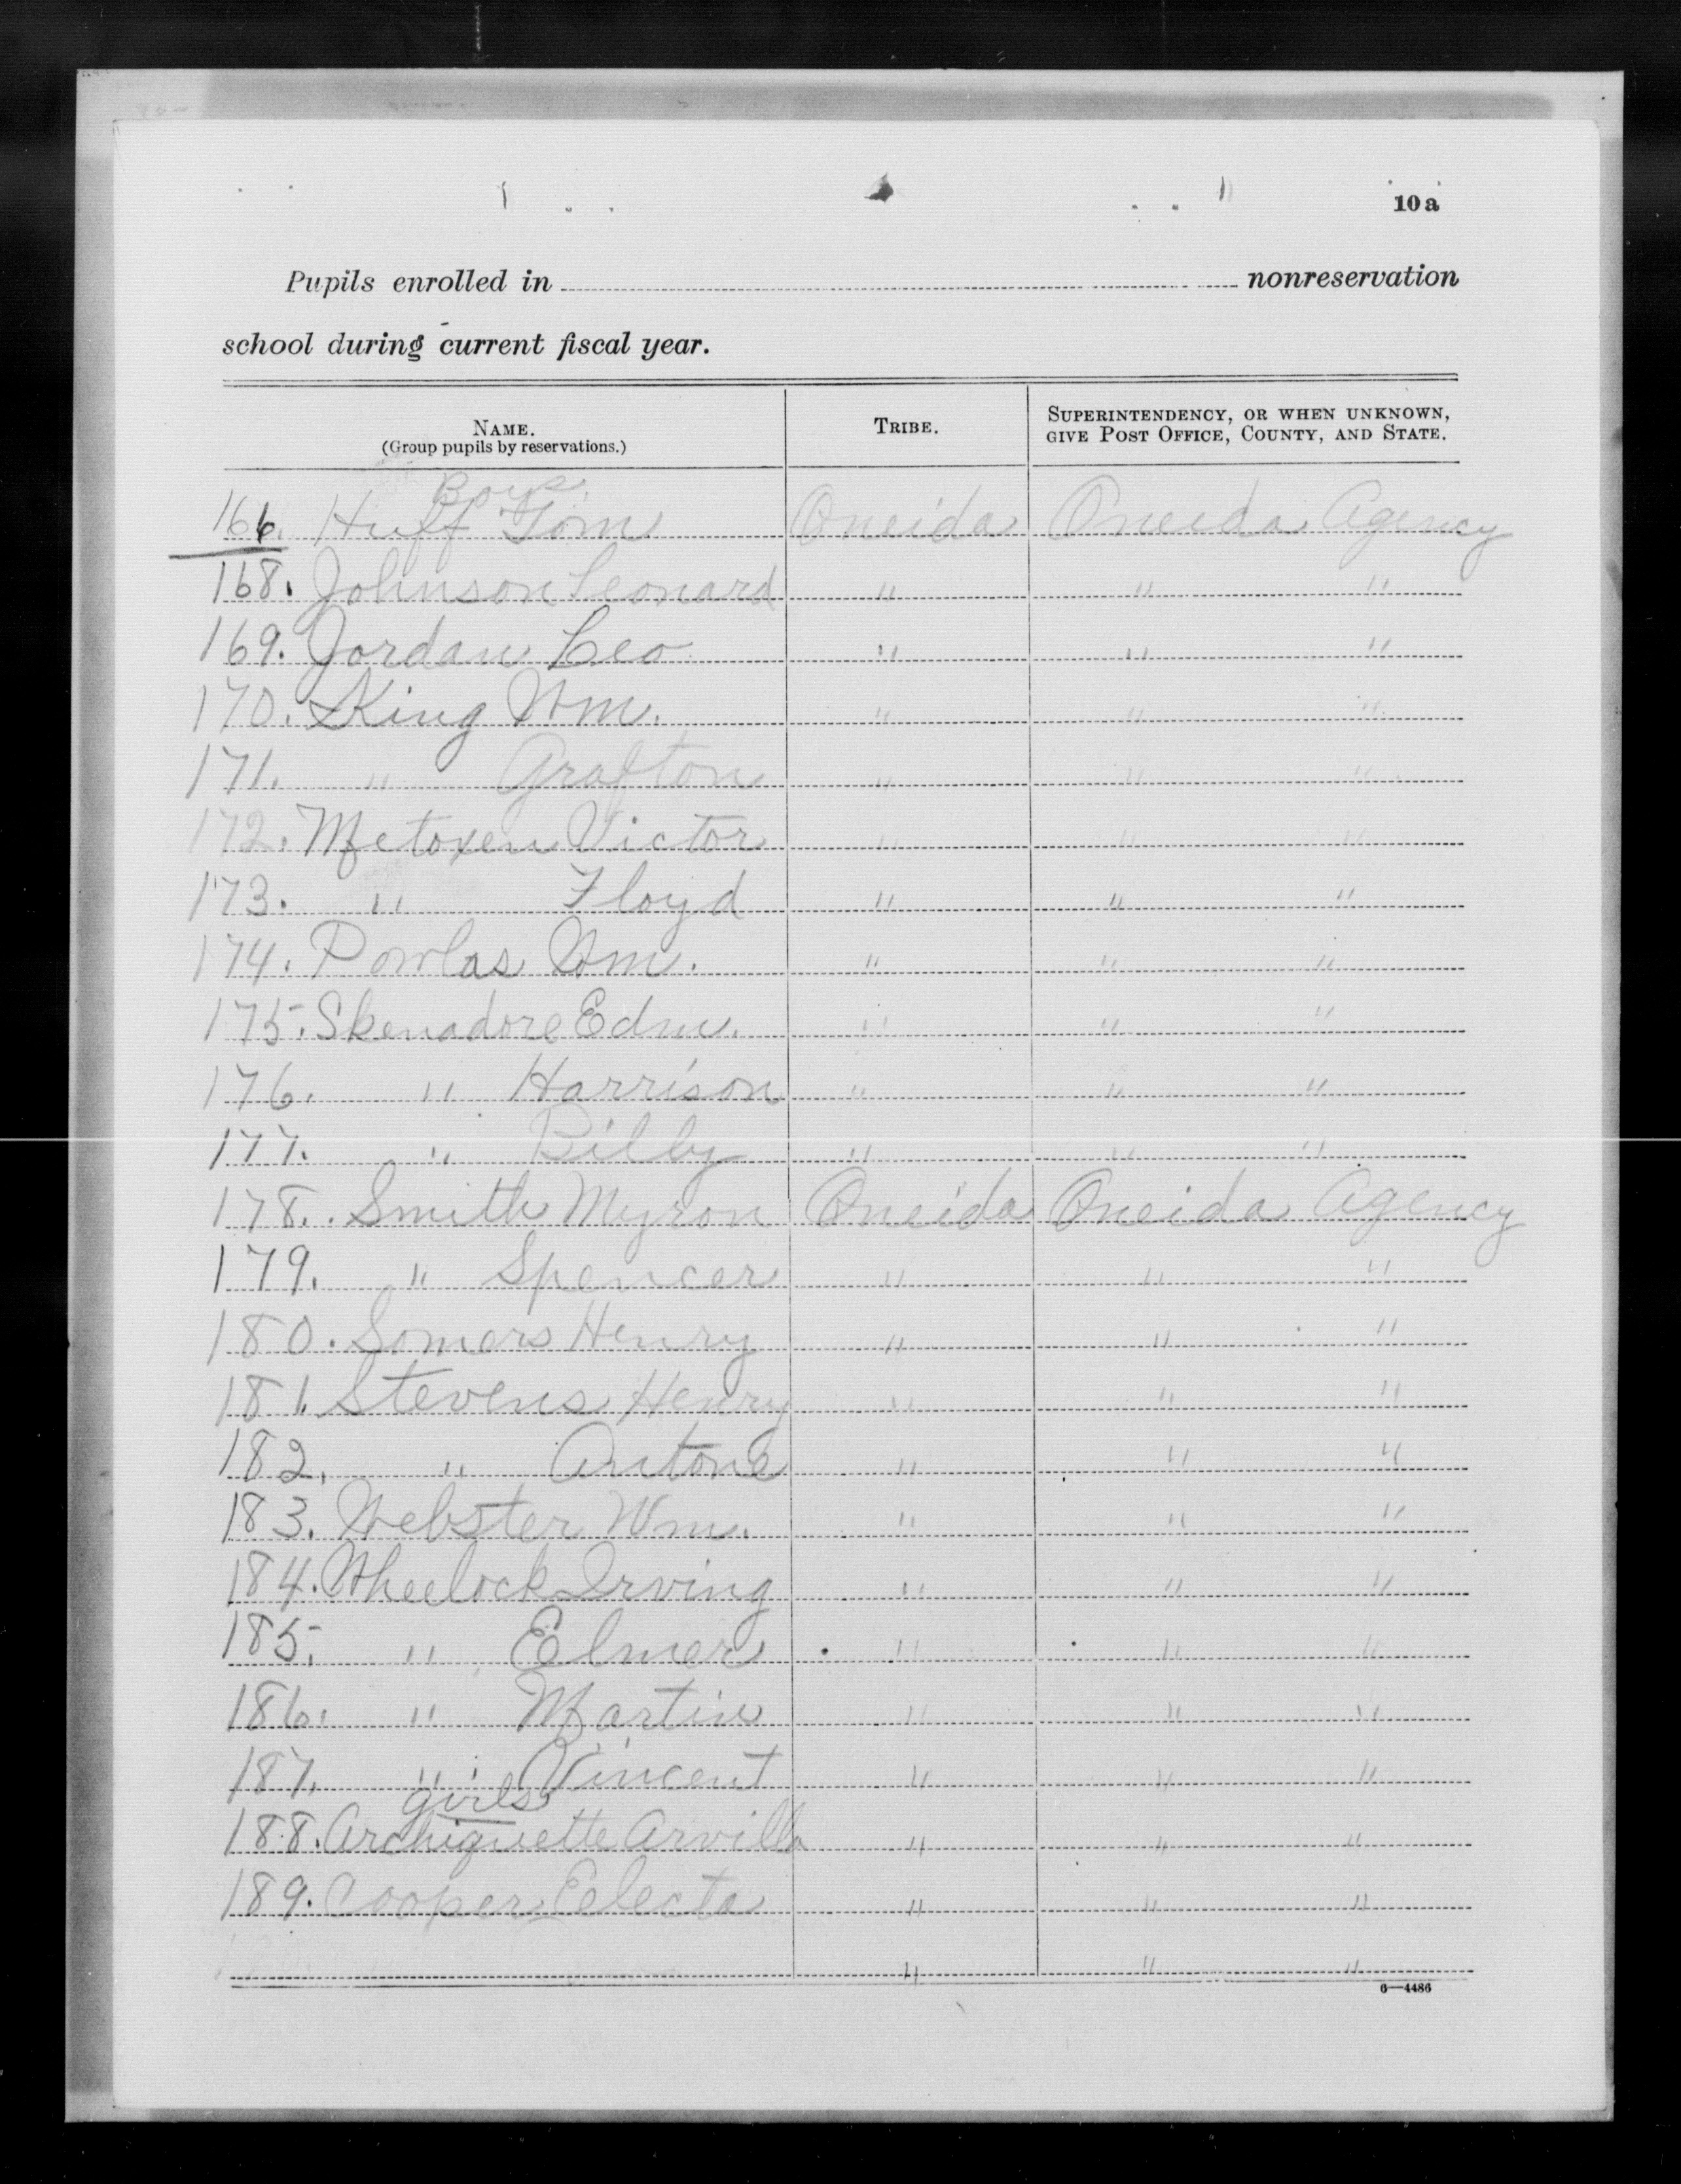 10a
Pupils enrolled in nonreservation
school during current fiscal year.
NAME. (Group pupils by reservations.) TRIBE. SUPERINTENDENCY, OR WHEN UNKNOWN, GIVE POST OFFICE, COUNTY, AND STATE.
Boys
166. Huff Tom Oneida Oneida Agency
168. Johnson Leonard " " "
169. Jordan Leo " " "
170. King Wm. " " "
171. " Grafton " " "
172. Metoxen Victor " " "
173. " Floyd " " "
174. Powlas Wm. " " "
175. Skenadore Edm. " " "
176. " Harrison " " "
177. " Billy " " "
178. Smith Myron Oneida Oneida Agency
179. " Spencer " " "
180. Somers Henry " " "
181. Stevens Henry " " "
182. " Antone " " "
183. Webster Wm. " " "
184. Wheelock Irving " " "
185. " Elmer " " "
186. " Martin " " "
187. " Vincent " " "
girls
188. Archiquette Arvilla " " "
189. Cooper Eelecta " " "
" " "
6—4486